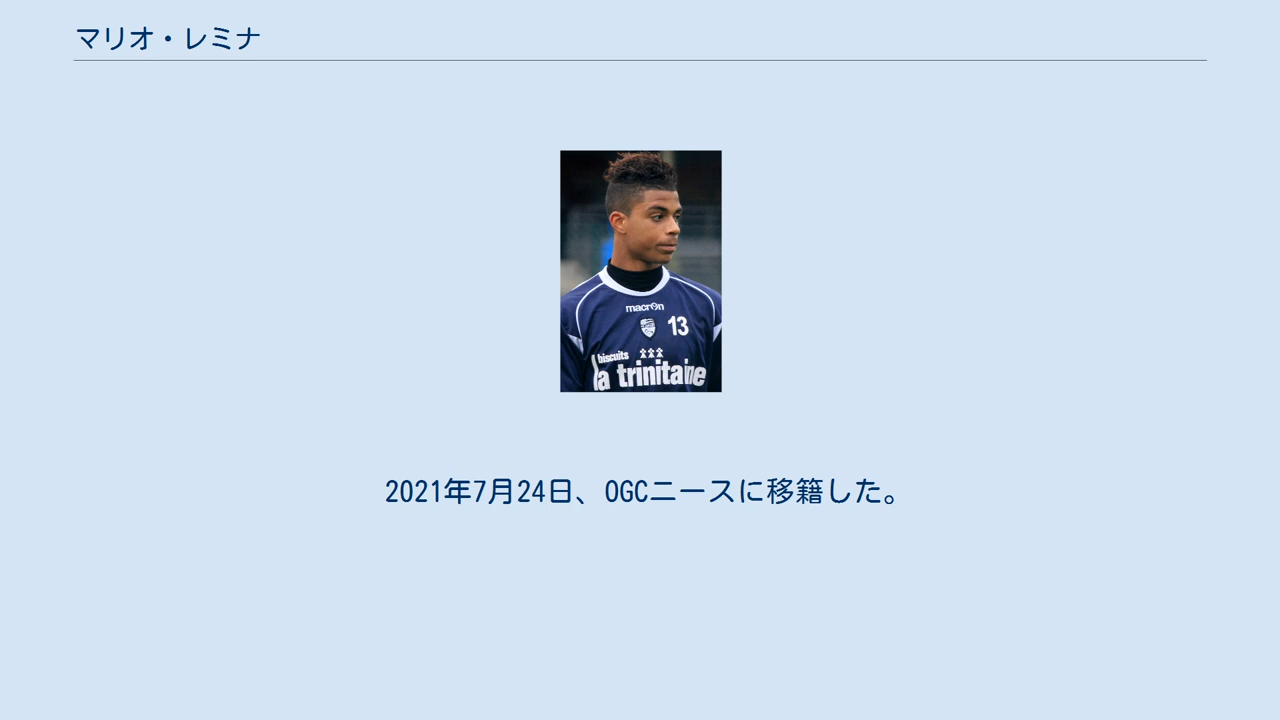 マリオ・レミナ
macron
13
biscuits
la trinitaine
2021年7月24日、OGCニースに移籍した。